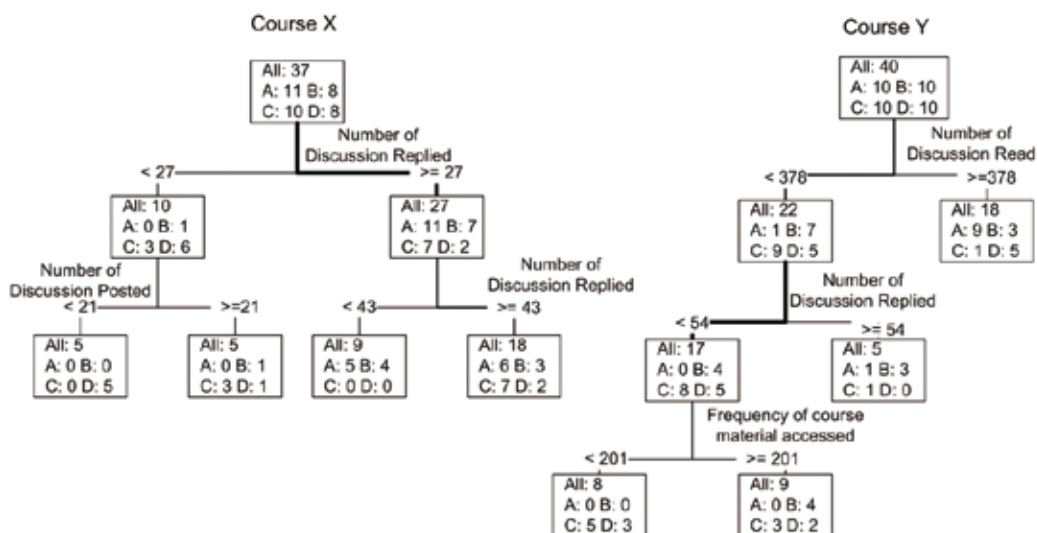 Course X
All: 37
A: 11 B: 8
C: 10 D: 8
Number of
Discussion Replied
< 27
>= 27
All: 10
A: 0 B: 1
C: 3 D: 6
All: 27
A: 11 B: 7
C: 7 D: 2
Number of
Discussion Posted
< 21
>=21
Number of
Discussion Replied
< 43
>= 43
All: 5
A: 0 B: 0
C: 0 D: 5
All: 5
A: 0 B: 1
C: 3 D: 1
All: 9
A: 5 B: 4
C: 0 D: 0
All: 18
A: 6 B: 3
C: 7 D: 2
Course Y
All: 40
A: 10 B: 10
C: 10 D: 10
Number of
Discussion Read
< 378
>=378
All: 22
A: 1 B: 7
C: 9 D: 5
All: 18
A: 9 B: 3
C: 1 D: 5
Number of
Discussion Replied
< 54
>= 54
All: 17
A: 0 B: 4
C: 8 D: 5
All: 5
A: 1 B: 3
C: 1 D: 0
Frequency of course
material accessed
< 201
>= 201
All: 8
A: 0 B: 0
C: 5 D: 3
All: 9
A: 0 B: 4
C: 3 D: 2